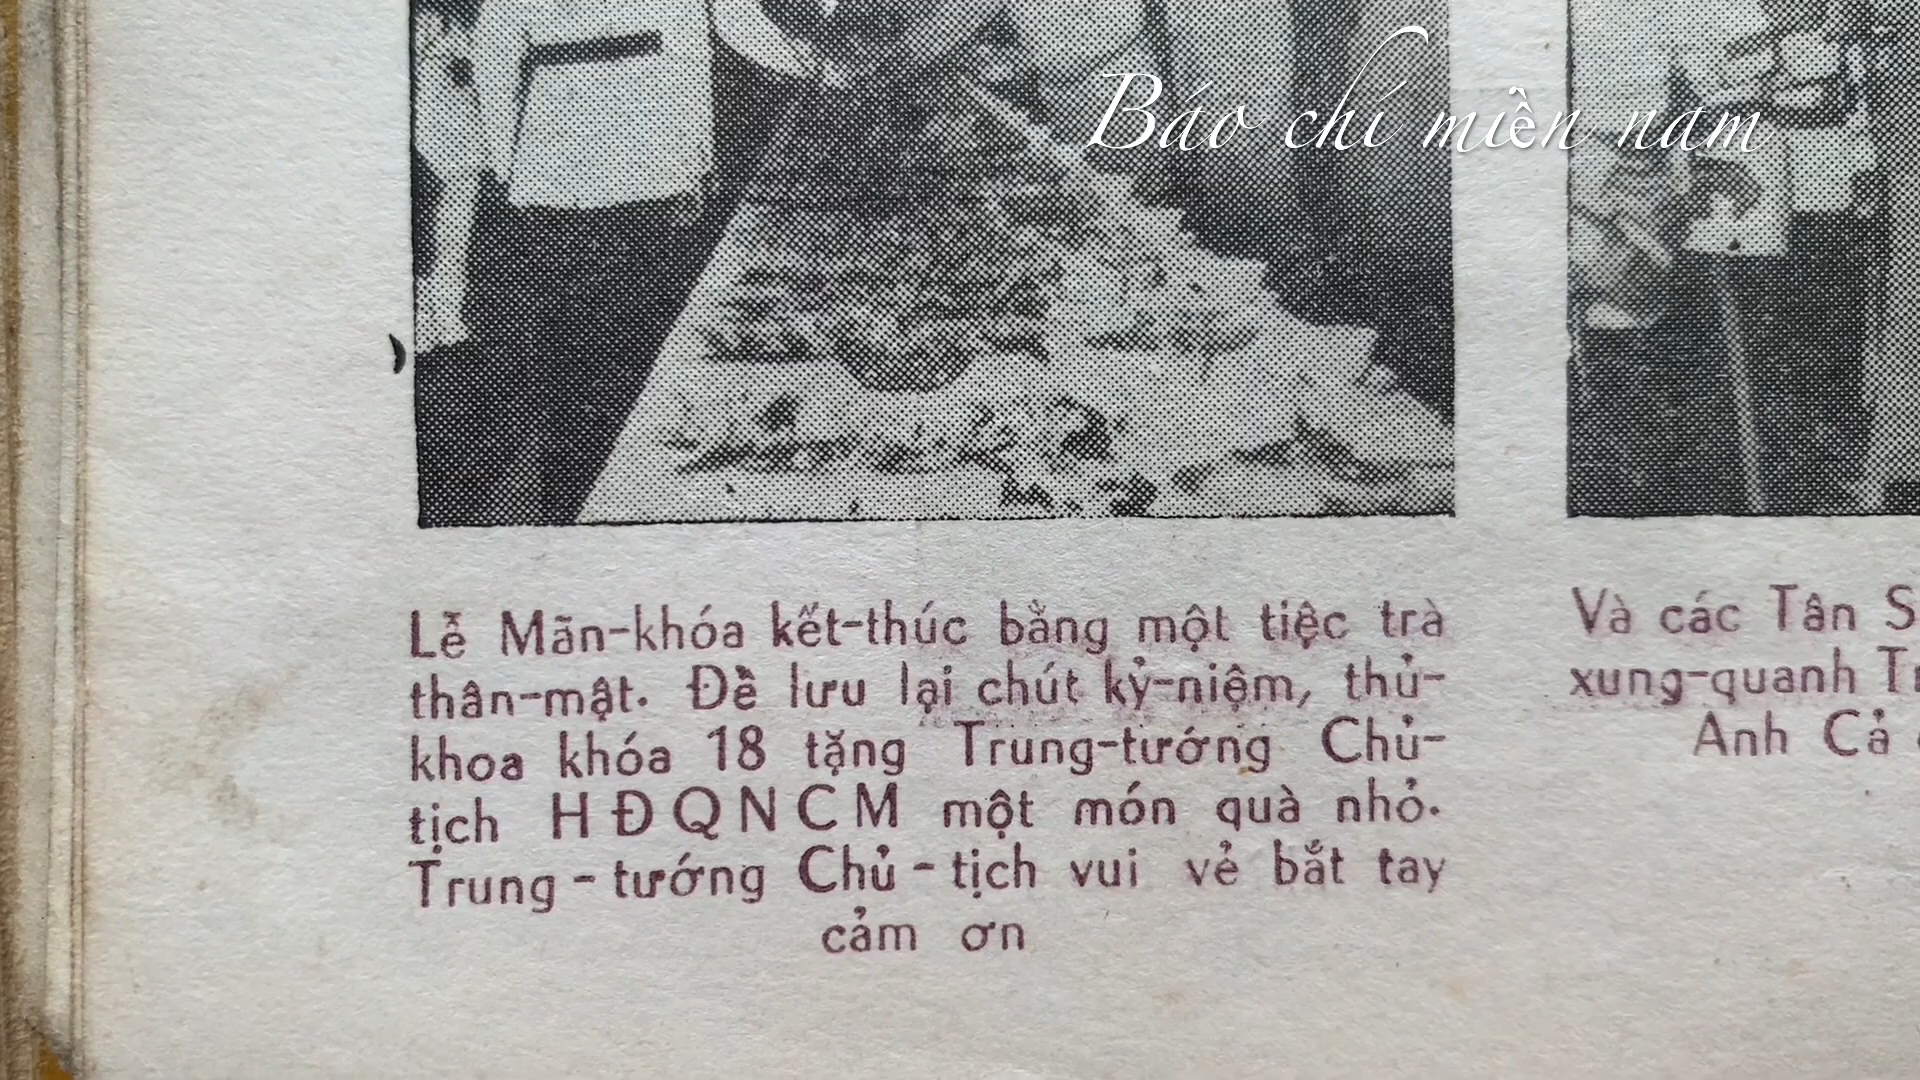 Báo chí miền nam
Lễ Mãn-khóa kết-thúc bằng một tiệc trà
thân-mật. Để lưu lại chút kỷ-niệm, thủ-
khoa khóa 18 tặng Trung-tướng Chủ-
tịch HĐQNCM một món quà nhỏ.
Trung-tướng Chủ-tịch vui vẻ bắt tay
cảm ơn
Và các Tân
xung-quanh
Anh Cả